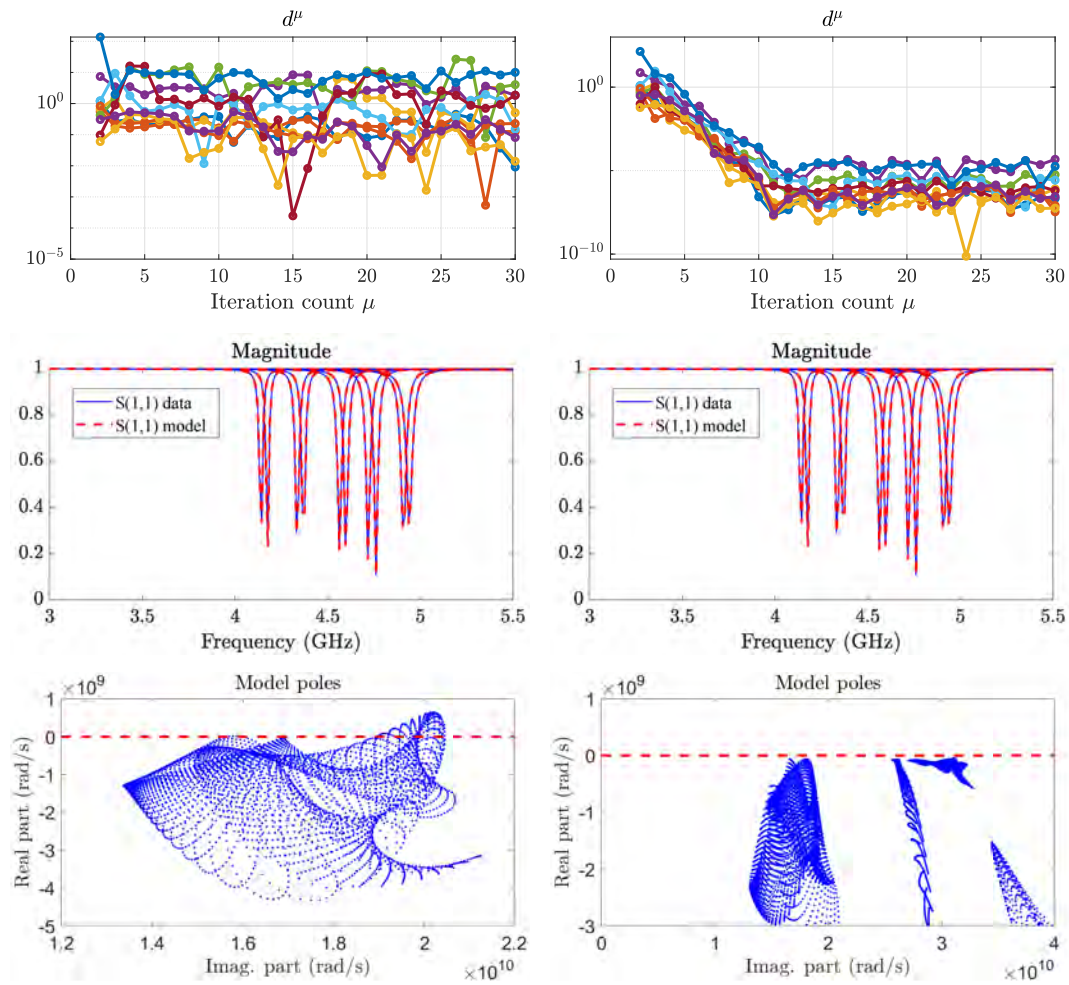 d^μ
10^0
10^-5
0 5 10 15 20 25 30
Iteration count μ
d^μ
10^0
10^-10
0 5 10 15 20 25 30
Iteration count μ
Magnitude
1
0.8
0.6
0.4
0.2
0
S(1,1) data
S(1,1) model
3 3.5 4 4.5 5 5.5
Frequency (GHz)
Magnitude
1
0.8
0.6
0.4
0.2
0
S(1,1) data
S(1,1) model
3 3.5 4 4.5 5 5.5
Frequency (GHz)
×10^9
Model poles
Real part (rad/s)
1
0
-1
-2
-3
-4
-5
1.2 1.4 1.6 1.8 2.0 2.2
Imag. part (rad/s)
×10^10
×10^9
Model poles
Real part (rad/s)
1
0
-1
-2
-3
0 1.0 2.0 3.0 4.0
Imag. part (rad/s)
×10^10